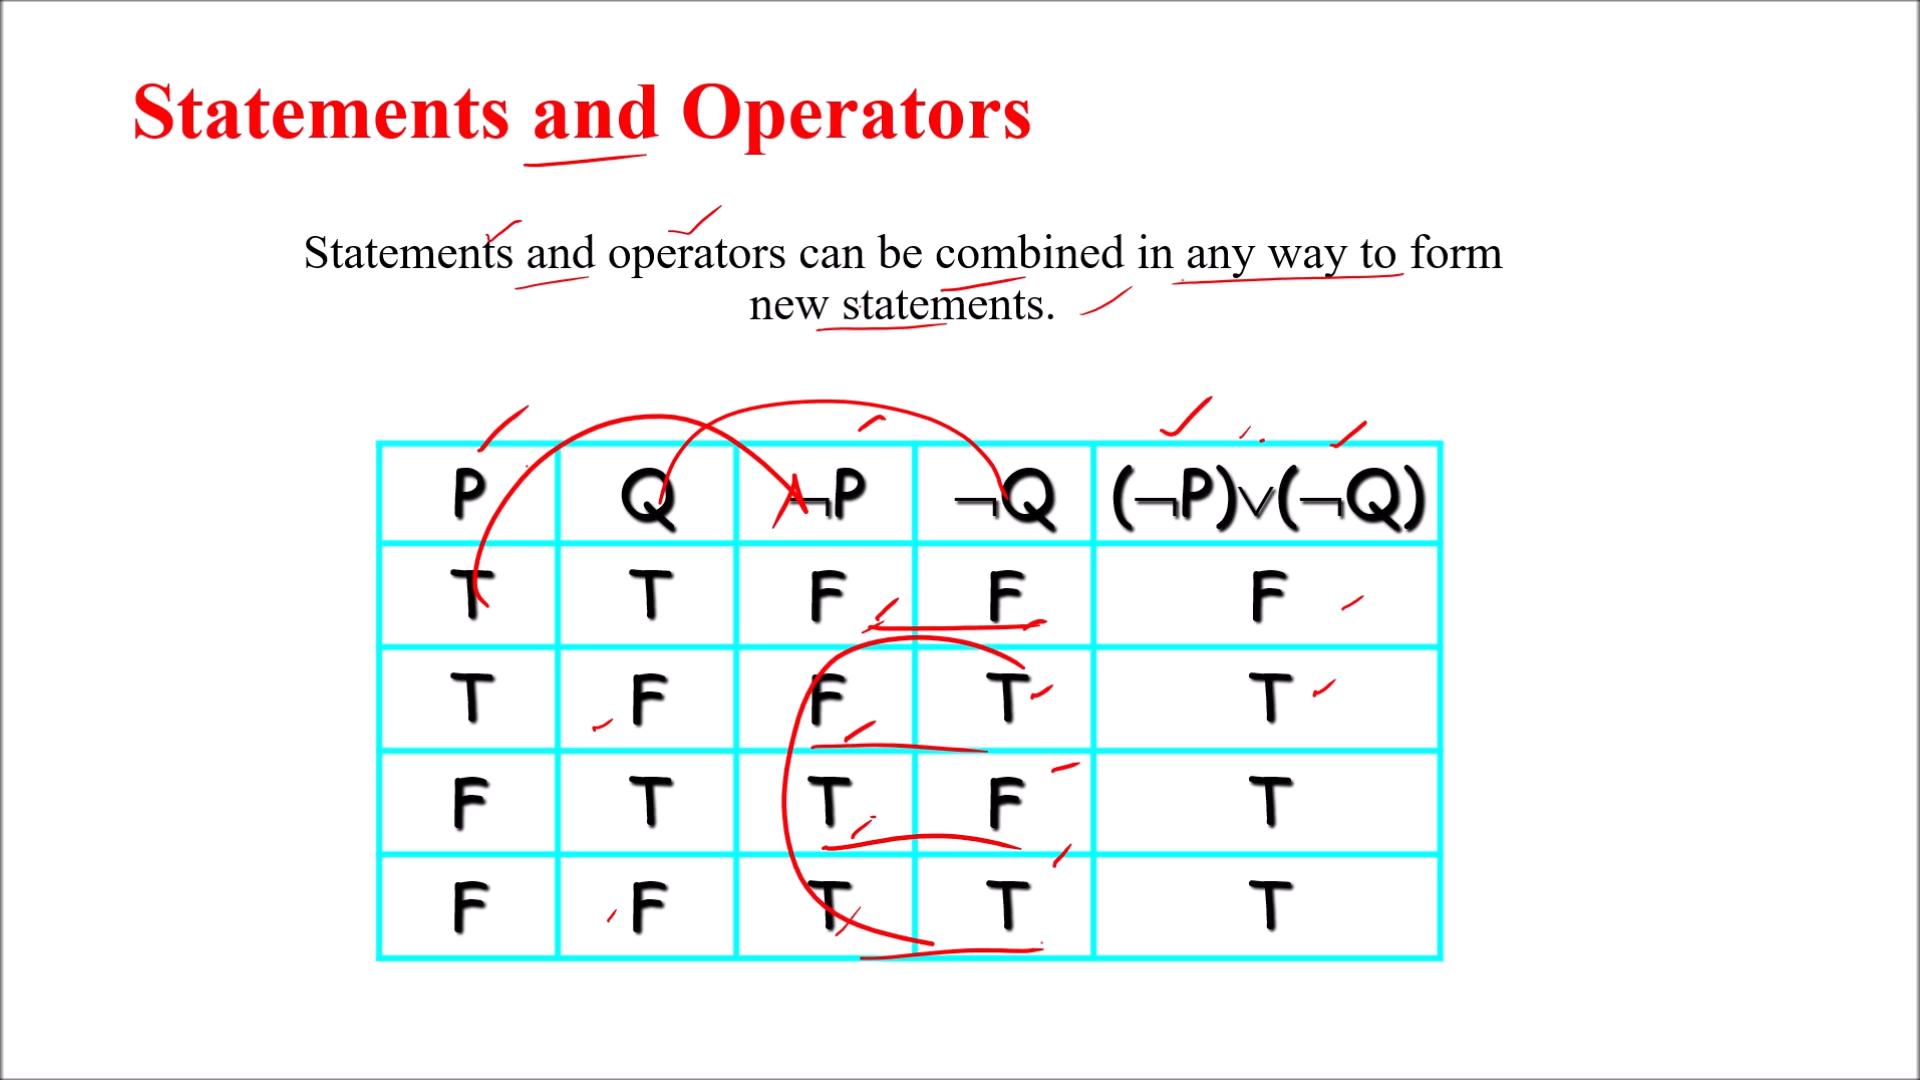 Statements and Operators
Statements and operators can be combined in any way to form
new statements.
P Q ¬P ¬Q (¬P)∨(¬Q)
T T F F F
T F F T T
F T T F T
F F T T T